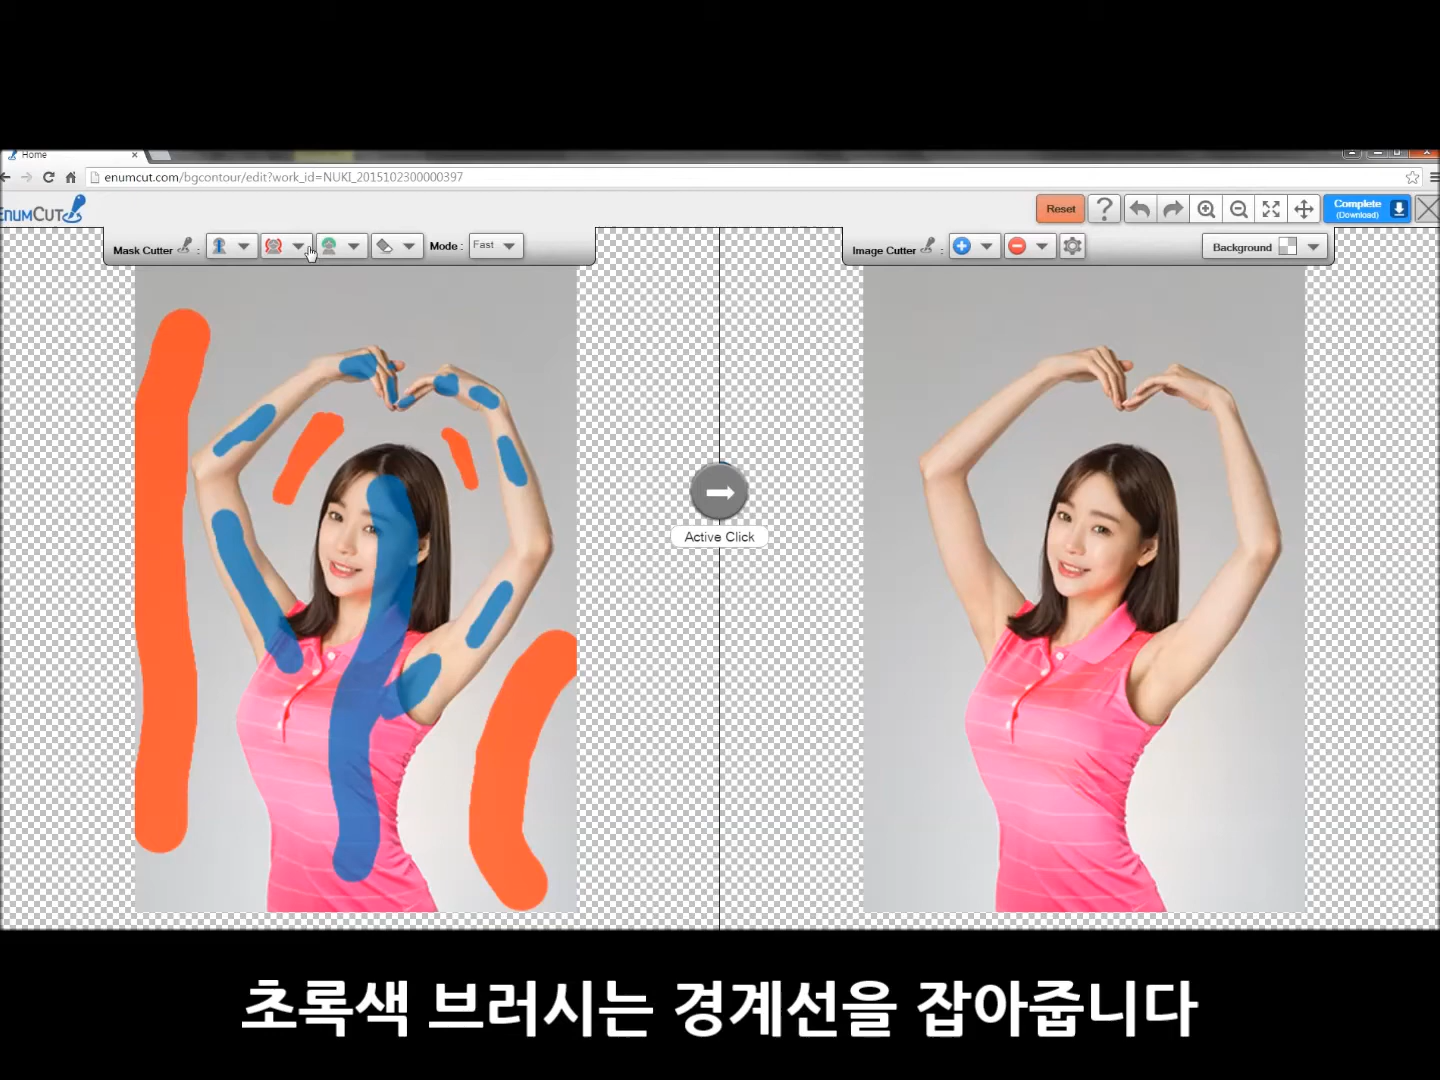 Home
enumcut.com/bgcontour/edit?work_id=NUKI_2015102300000397
ENUMCUT
Reset
?
Complete
(Download)
Mask Cutter :
Mode : Fast
Image Cutter :
Background
Active Click
초록색 브러시는 경계선을 잡아줍니다